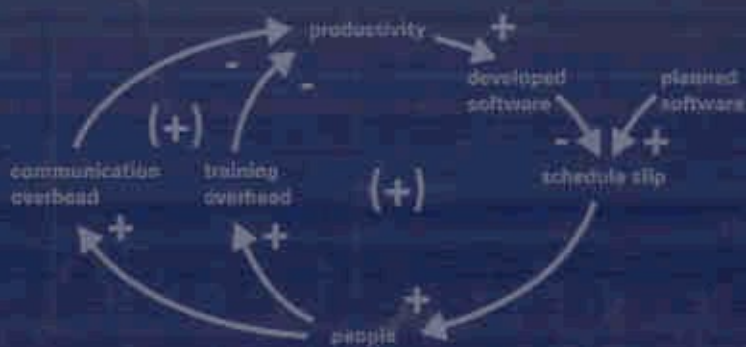 productivity
+
developed
software
planned
software
-
-
(+)
-
+
communication
overhead
training
overhead
(+)
schedule slip
+
+
+
people